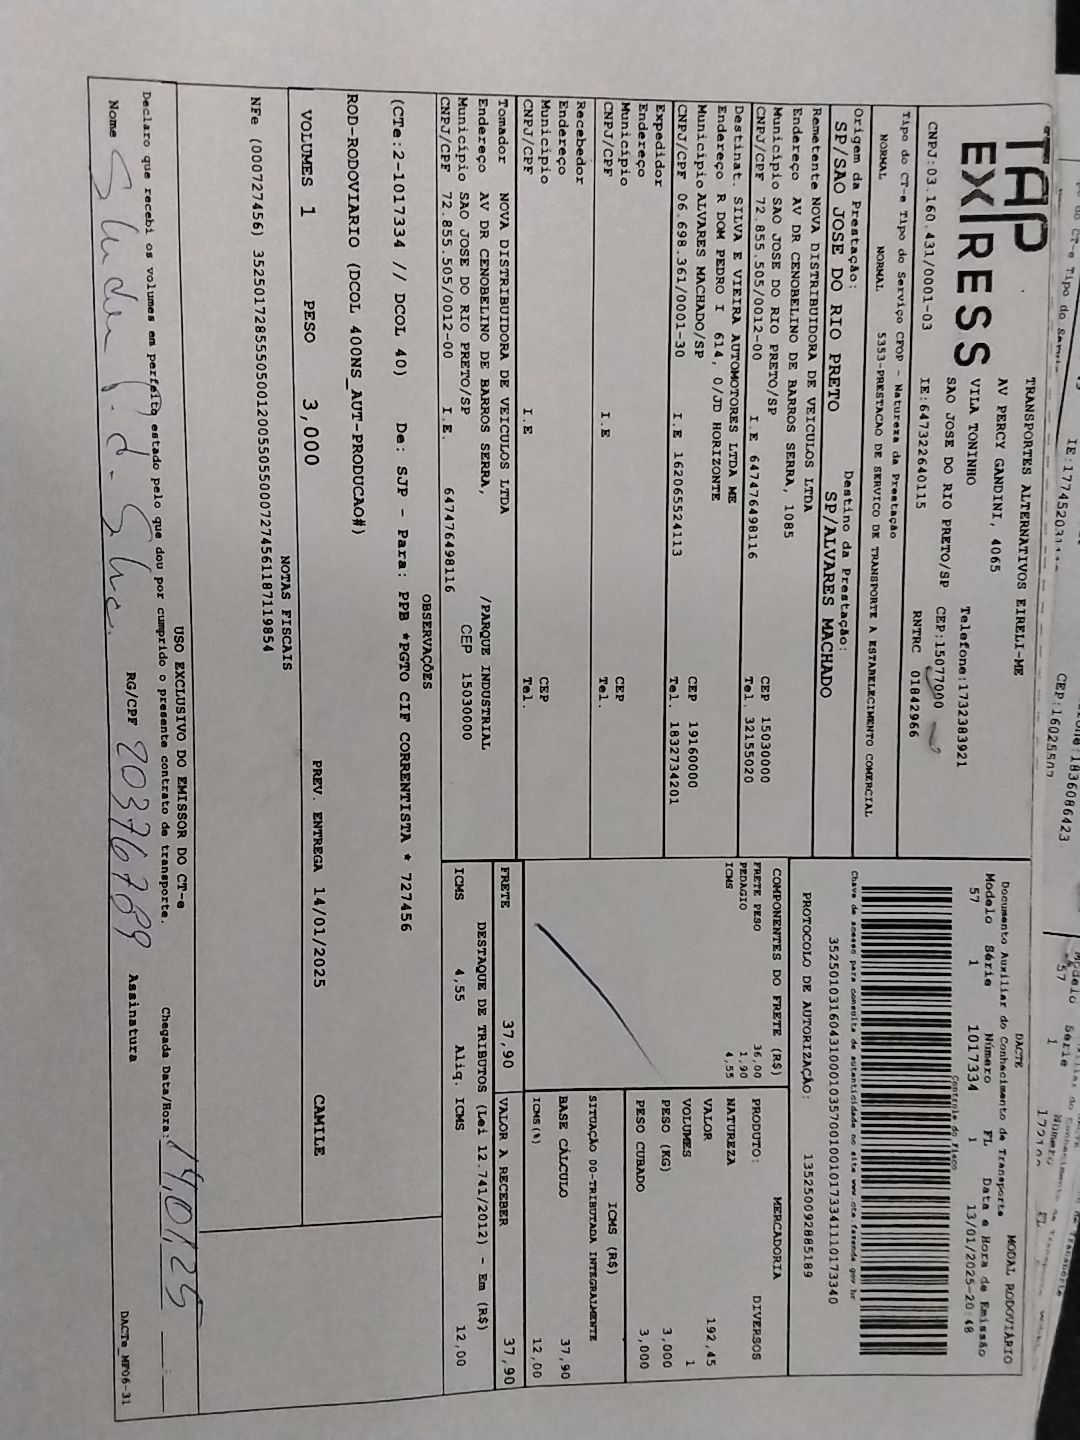 TAP
EXPRESS
TRANSPORTES ALTERNATIVOS EIRELI-ME
AV PERCY GANDINI, 4065
VILA TONINHO
Telefone:1732383921
SAO JOSE DO RIO PRETO/SP
CEP:15077000
CNPJ:03.160.431/0001-03
IE:647322640115
RNTRC 01842966
Tipo do CT-e Tipo do Serviço CFOP - Natureza da Prestação
NORMAL NORMAL 5353-PRESTACAO DE SERVICO DE TRANSPORTE A ESTABELECIMENTO COMERCIAL
Origem da Prestação: Destino da Prestação:
SP/SAO JOSE DO RIO PRETO SP/ALVARES MACHADO
Remetente NOVA DISTRIBUIDORA DE VEICULOS LTDA
Endereço AV DR CENOBELINO DE BARROS SERRA, 1085
Municipio SAO JOSE DO RIO PRETO/SP CEP 15030000
CNPJ/CPF 72.855.505/0012-00 I.E 647476498116 Tel. 32155020
Destinat. SILVA E VIEIRA AUTOMOTORES LTDA ME
Endereço R DOM PEDRO I 614, 0/JD HORIZONTE
Municipio ALVARES MACHADO/SP CEP 19160000
CNPJ/CPF 06.698.361/0001-30 I.E 162065524113 Tel. 1832734201
Expedidor
Endereço
Municipio CEP
CNPJ/CPF I.E Tel.
Recebedor
Endereço
Municipio CEP
CNPJ/CPF I.E Tel.
Tomador NOVA DISTRIBUIDORA DE VEICULOS LTDA
Endereço AV DR CENOBELINO DE BARROS SERRA, /PARQUE INDUSTRIAL
Municipio SAO JOSE DO RIO PRETO/SP CEP 15030000
CNPJ/CPF 72.855.505/0012-00 I.E. 647476498116
DACTE MODAL RODOVIÁRIO
Documento Auxiliar do Conhecimento de Transporte
Modelo Série Número FL Data e Hora de Emissão
57 1 1017334 1 13/01/2025-20:48
Controle do Fisco
Chave de acesso para consulta de autenticidade no site www.cte.fazenda.gov.br
35250103160431000103570010010173341110173340
PROTOCOLO DE AUTORIZAÇÃO: 135250092885189
COMPONENTES DO FRETE (R$)
FRETE PESO 36,00
PEDAGIO 1,90
ICMS 4,55
MERCADORIA
PRODUTO: DIVERSOS
NATUREZA
VALOR 192,45
VOLUMES 1
PESO (KG) 3,000
PESO CUBADO 3,000
ICMS (R$)
SITUAÇÃO 00-TRIBUTADA INTEGRALMENTE
BASE CÁLCULO 37,90
ICMS(%) 12,00
FRETE 37,90 VALOR A RECEBER 37,90
DESTAQUE DE TRIBUTOS (Lei 12.741/2012) - Em (R$)
ICMS 4,55 Aliq. ICMS 12,00
OBSERVAÇÕES
(CTe:2-1017334 // DCOL 40) De: SJP - Para: PPB *PGTO CIF CORRENTISTA * 727456
ROD-RODOVIARIO (DCOL 400NS_AUT-PRODUCAO#)
VOLUMES 1 PESO 3,000 PREV. ENTREGA 14/01/2025 CAMILE
NOTAS FISCAIS
NFe (000727456) 35250172855505001200550550007274561187119854
USO EXCLUSIVO DO EMISSOR DO CT-e
Declaro que recebi os volumes em perfeito estado pelo que dou por cumprido o presente contrato de transporte. Chegada Data/Hora: 14,01,25 :
Nome RG/CPF 20376789 Assinatura
DACTe_MF06-31